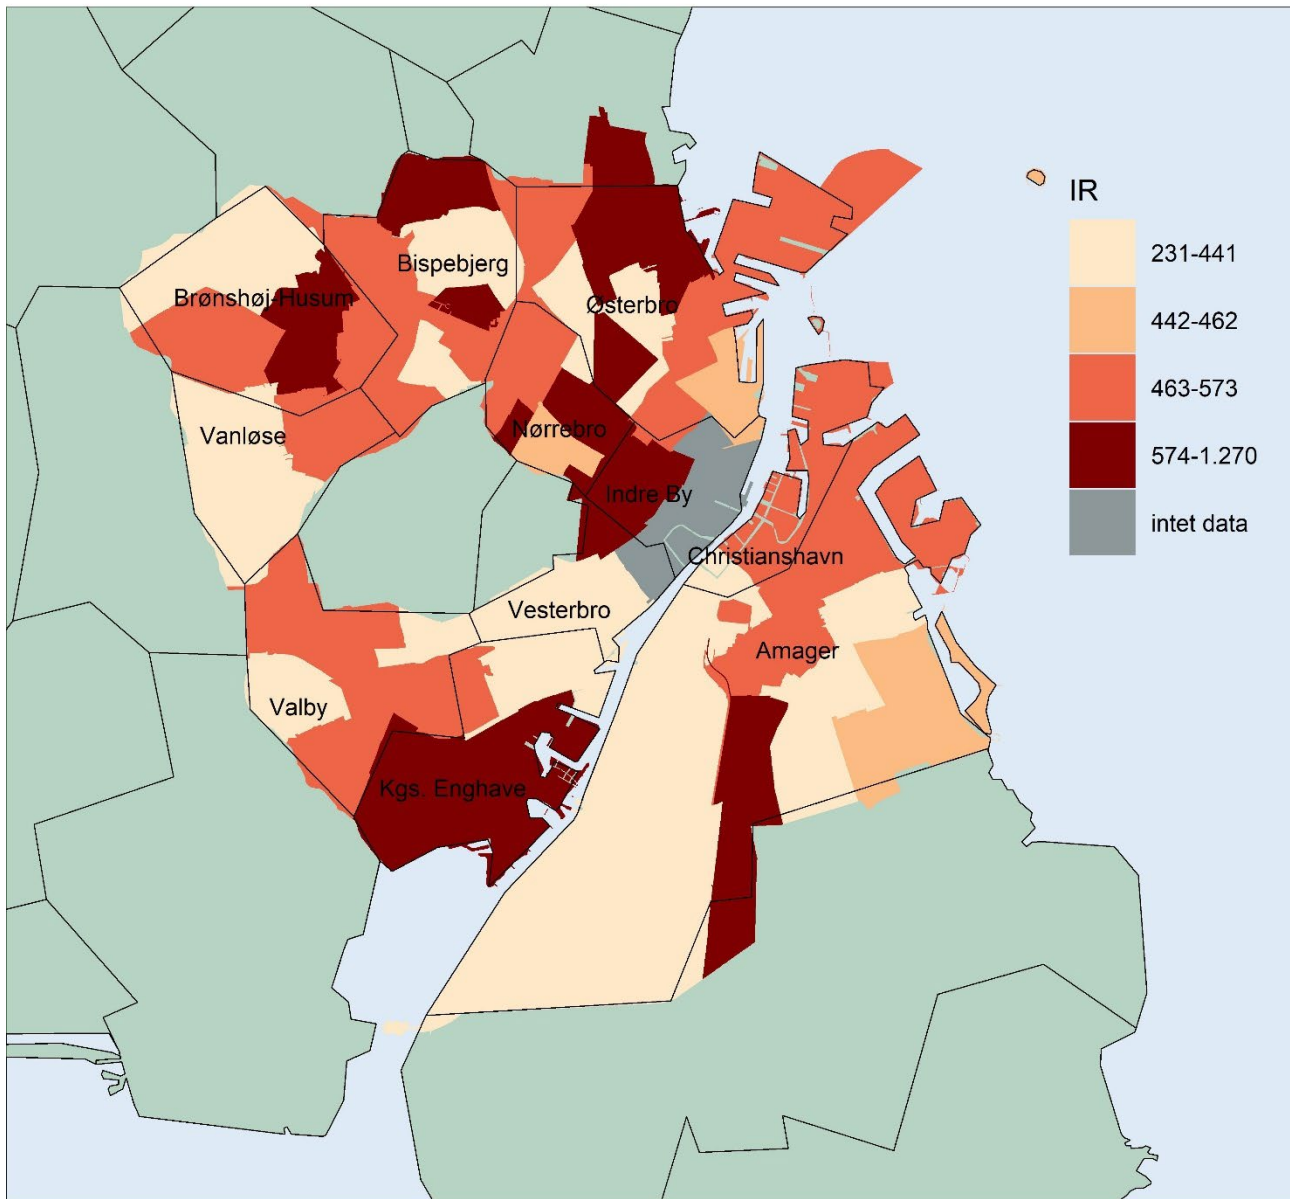 IR
231-441
442-462
463-573
574-1.270
intet data
Bispebjerg
Brønshøj-Husum
Østerbro
Vanløse
Nørrebro
Indre By
Christianshavn
Vesterbro
Amager
Valby
Kgs. Enghave